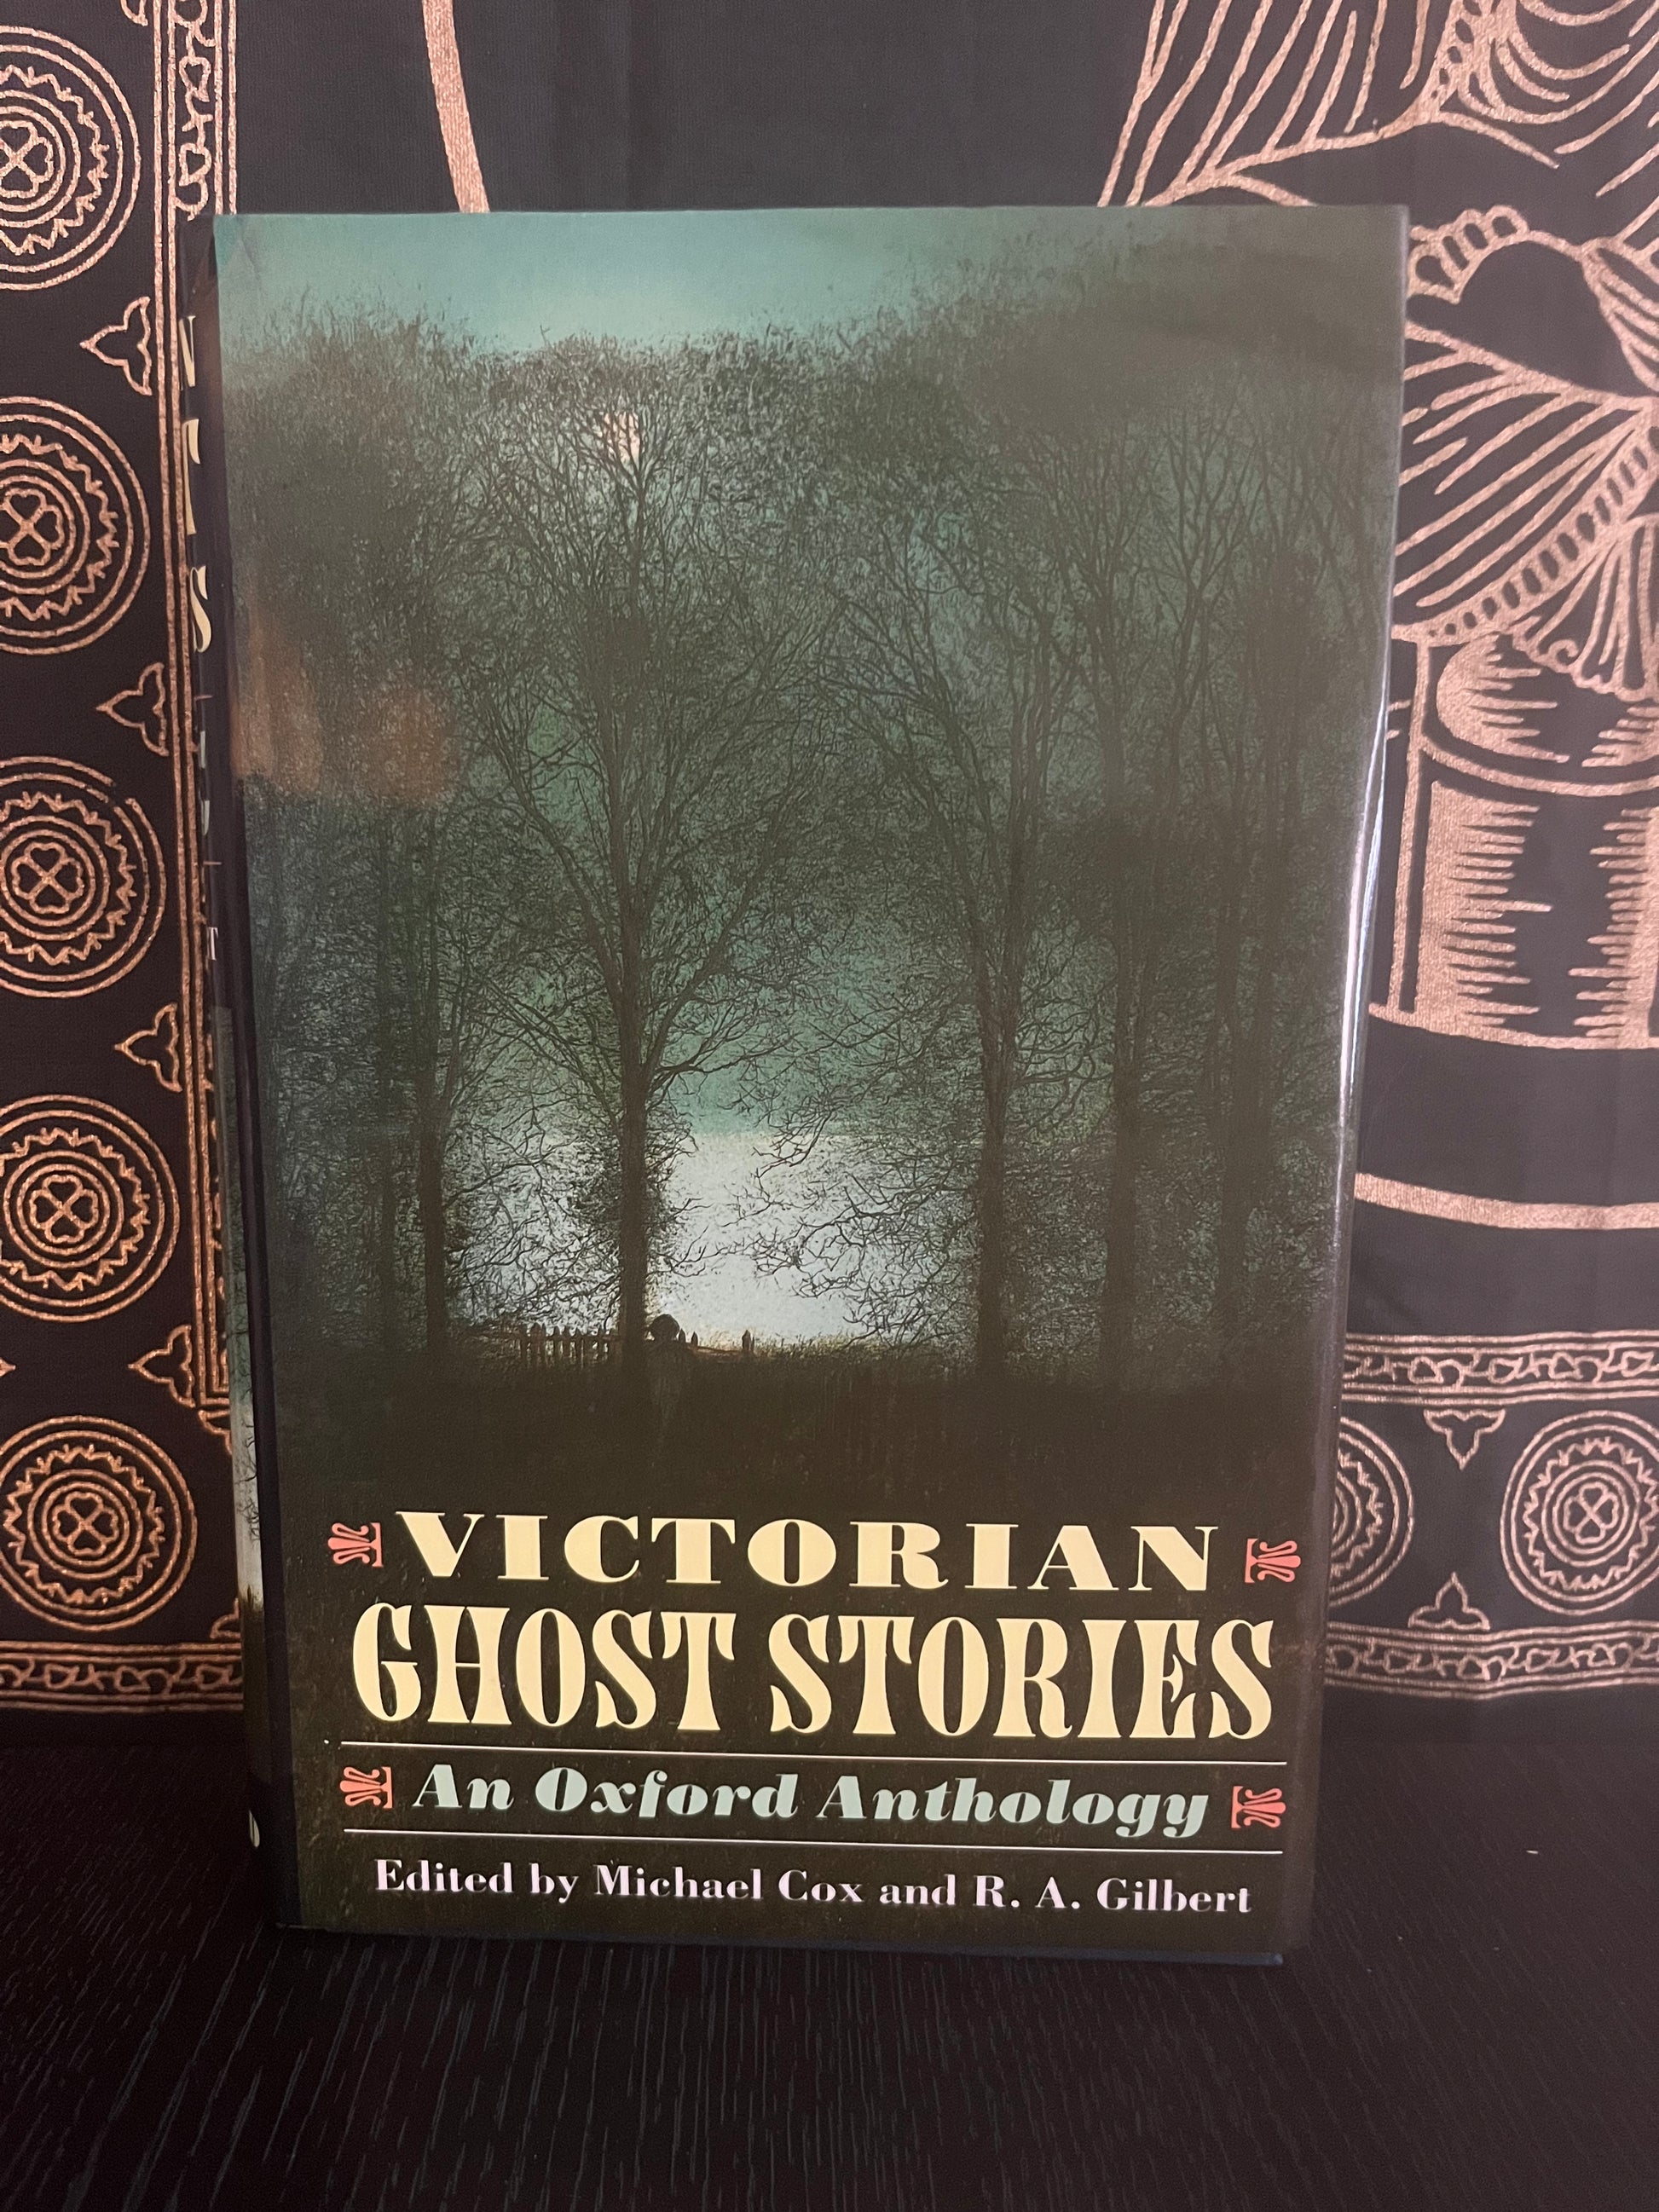 VICTORIAN
GHOST STORIES
An Oxford Anthology
Edited by Michael Cox and R. A. Gilbert